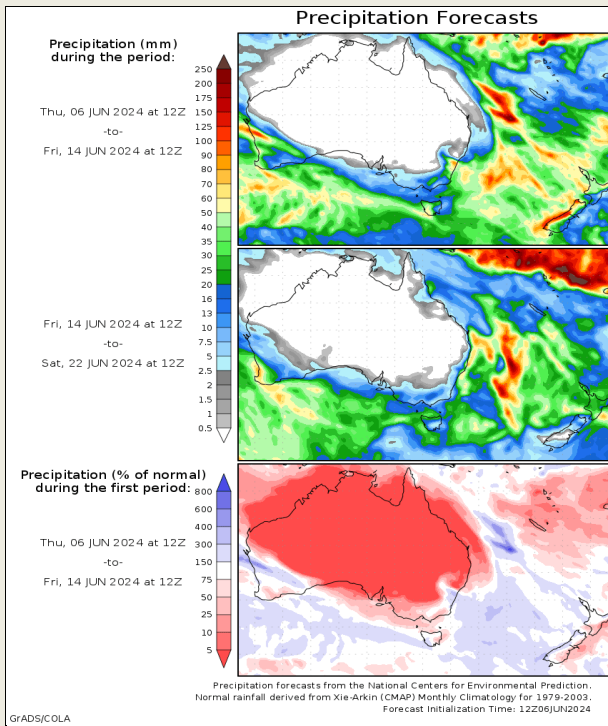 Precipitation Forecasts
Precipitation (mm)
during the period:
Thu, 06 JUN 2024 at 12Z
-to-
Fri, 14 JUN 2024 at 12Z
250
200
175
150
125
100
90
80
70
60
50
40
35
30
25
20
16
13
10
7.5
5
2.5
2
1.5
1
0.5
Fri, 14 JUN 2024 at 12Z
-to-
Sat, 22 JUN 2024 at 12Z
Precipitation (% of normal)
during the first period:
Thu, 06 JUN 2024 at 12Z
-to-
Fri, 14 JUN 2024 at 12Z
800
600
400
300
150
75
50
25
10
5
Precipitation forecasts from the National Centers for Environmental Prediction.
Normal rainfall derived from Xie-Arkin (CMAP) Monthly Climatology for 1979-2003.
Forecast Initialization Time: 12Z06JUN2024
GrADS/COLA